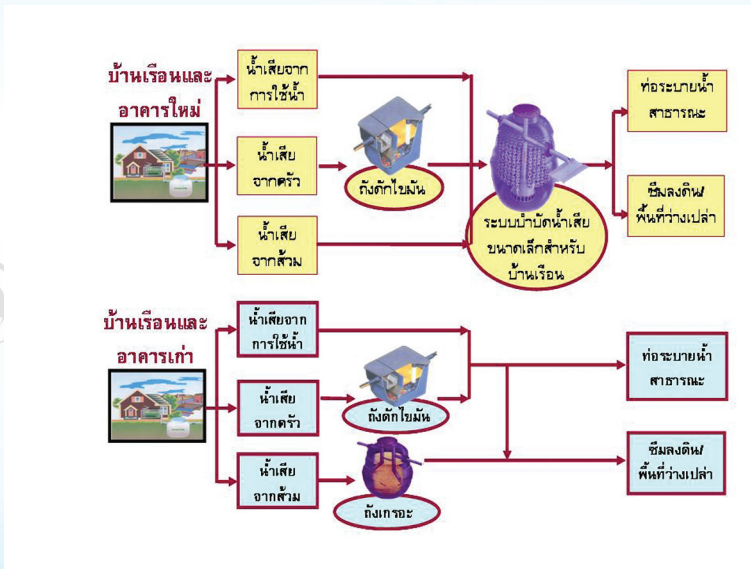 บ้านเรือนและ
อาคารใหม่
น้ำเสียจาก
การใช้น้ำ
น้ำเสีย
จากครัว
น้ำเสีย
จากส้วม
ถังดักไขมัน
ระบบบำบัดน้ำเสีย
ขนาดเล็กสำหรับ
บ้านเรือน
ท่อระบายน้ำ
สาธารณะ
ซึมลงดิน/
พื้นที่ว่างเปล่า
บ้านเรือนและ
อาคารเก่า
น้ำเสียจาก
การใช้น้ำ
น้ำเสีย
จากครัว
น้ำเสีย
จากส้วม
ถังดักไขมัน
ถังเกรอะ
ท่อระบายน้ำ
สาธารณะ
ซึมลงดิน/
พื้นที่ว่างเปล่า